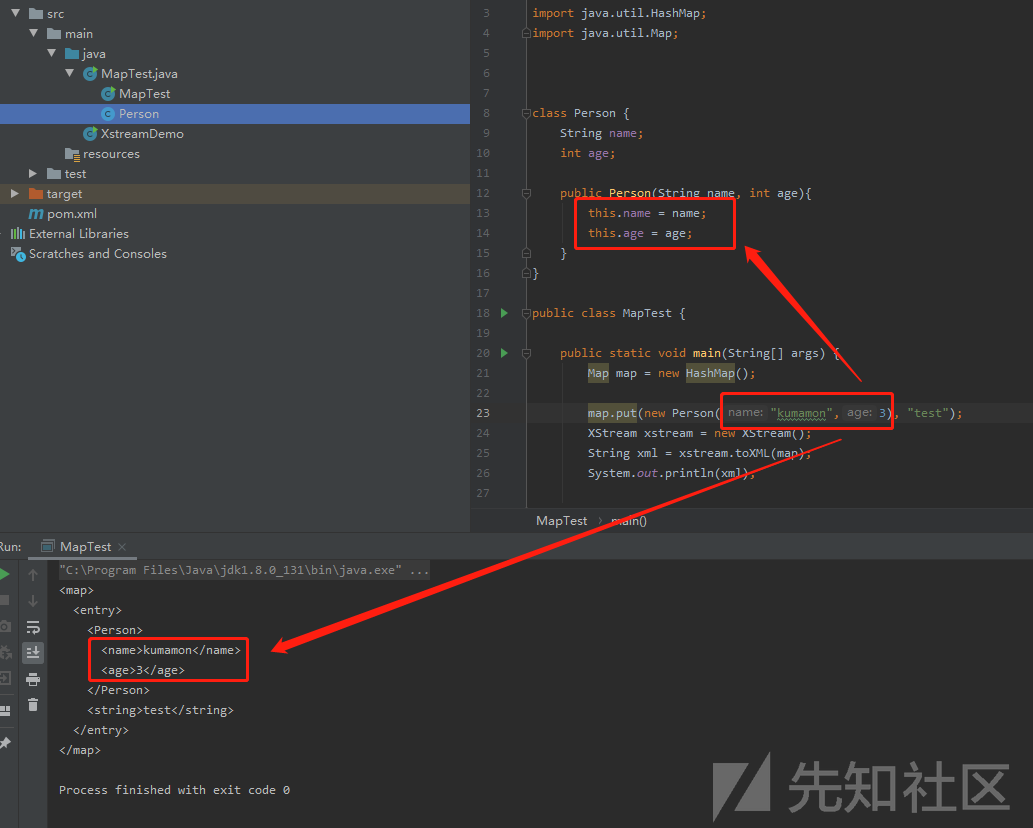 src
main
java
MapTest.java
MapTest
Person
XstreamDemo
resources
test
target
pom.xml
External Libraries
Scratches and Consoles
3 import java.util.HashMap;
4 import java.util.Map;
5
6
7
8 class Person {
9 String name;
10 int age;
11
12 public Person(String name, int age){
13 this.name = name;
14 this.age = age;
15 }
16 }
17
18 public class MapTest {
19
20 public static void main(String[] args) {
21 Map map = new HashMap();
22
23 map.put(new Person( name: "kumamon", age: 3), "test");
24 XStream xstream = new XStream();
25 String xml = xstream.toXML(map);
26 System.out.println(xml);
27
MapTest > main()
Run: MapTest ×
"C:\Program Files\Java\jdk1.8.0_131\bin\java.exe" ...
<map>
<entry>
<Person>
<name>kumamon</name>
<age>3</age>
</Person>
<string>test</string>
</entry>
</map>
Process finished with exit code 0
先知社区